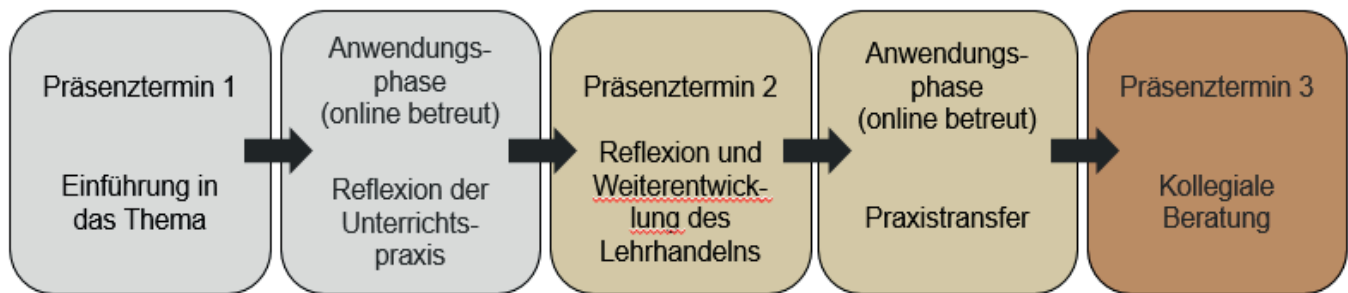 Präsenztermin 1
Einführung in
das Thema
Anwendungs-
phase
(online betreut)
Reflexion der
Unterrichts-
praxis
Präsenztermin 2
Reflexion und
Weiterentwick-
lung des
Lehrhandelns
Anwendungs-
phase
(online betreut)
Praxistransfer
Präsenztermin 3
Kollegiale
Beratung